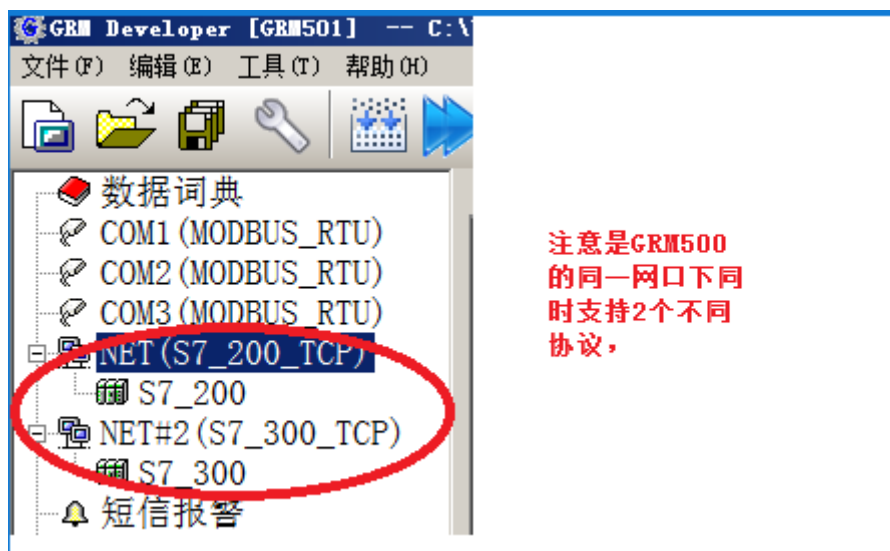 GRM Developer [GRM501] -- C:\
文件(F) 编辑(E) 工具(T) 帮助(H)
数据词典
COM1(MODBUS_RTU)
COM2(MODBUS_RTU)
COM3(MODBUS_RTU)
NET(S7_200_TCP)
S7_200
NET#2(S7_300_TCP)
S7_300
短信报警
注意是GRM500
的同一网口下同
时支持2个不同
协议，